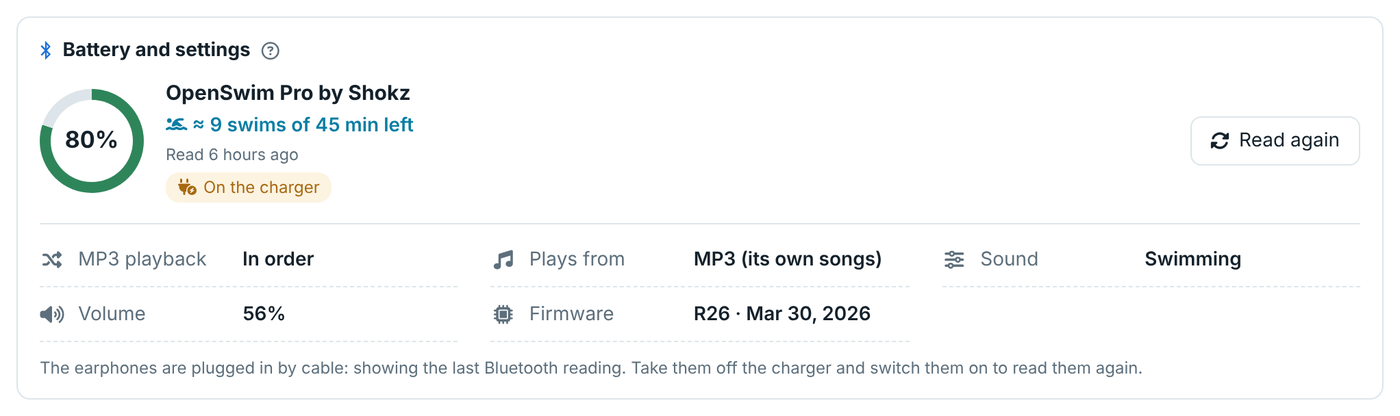 Battery and settings ?
80%
OpenSwim Pro by Shokz
≈ 9 swims of 45 min left
Read 6 hours ago
On the charger
Read again
MP3 playback In order
Plays from MP3 (its own songs)
Sound Swimming
Volume 56%
Firmware R26 · Mar 30, 2026
The earphones are plugged in by cable: showing the last Bluetooth reading. Take them off the charger and switch them on to read them again.